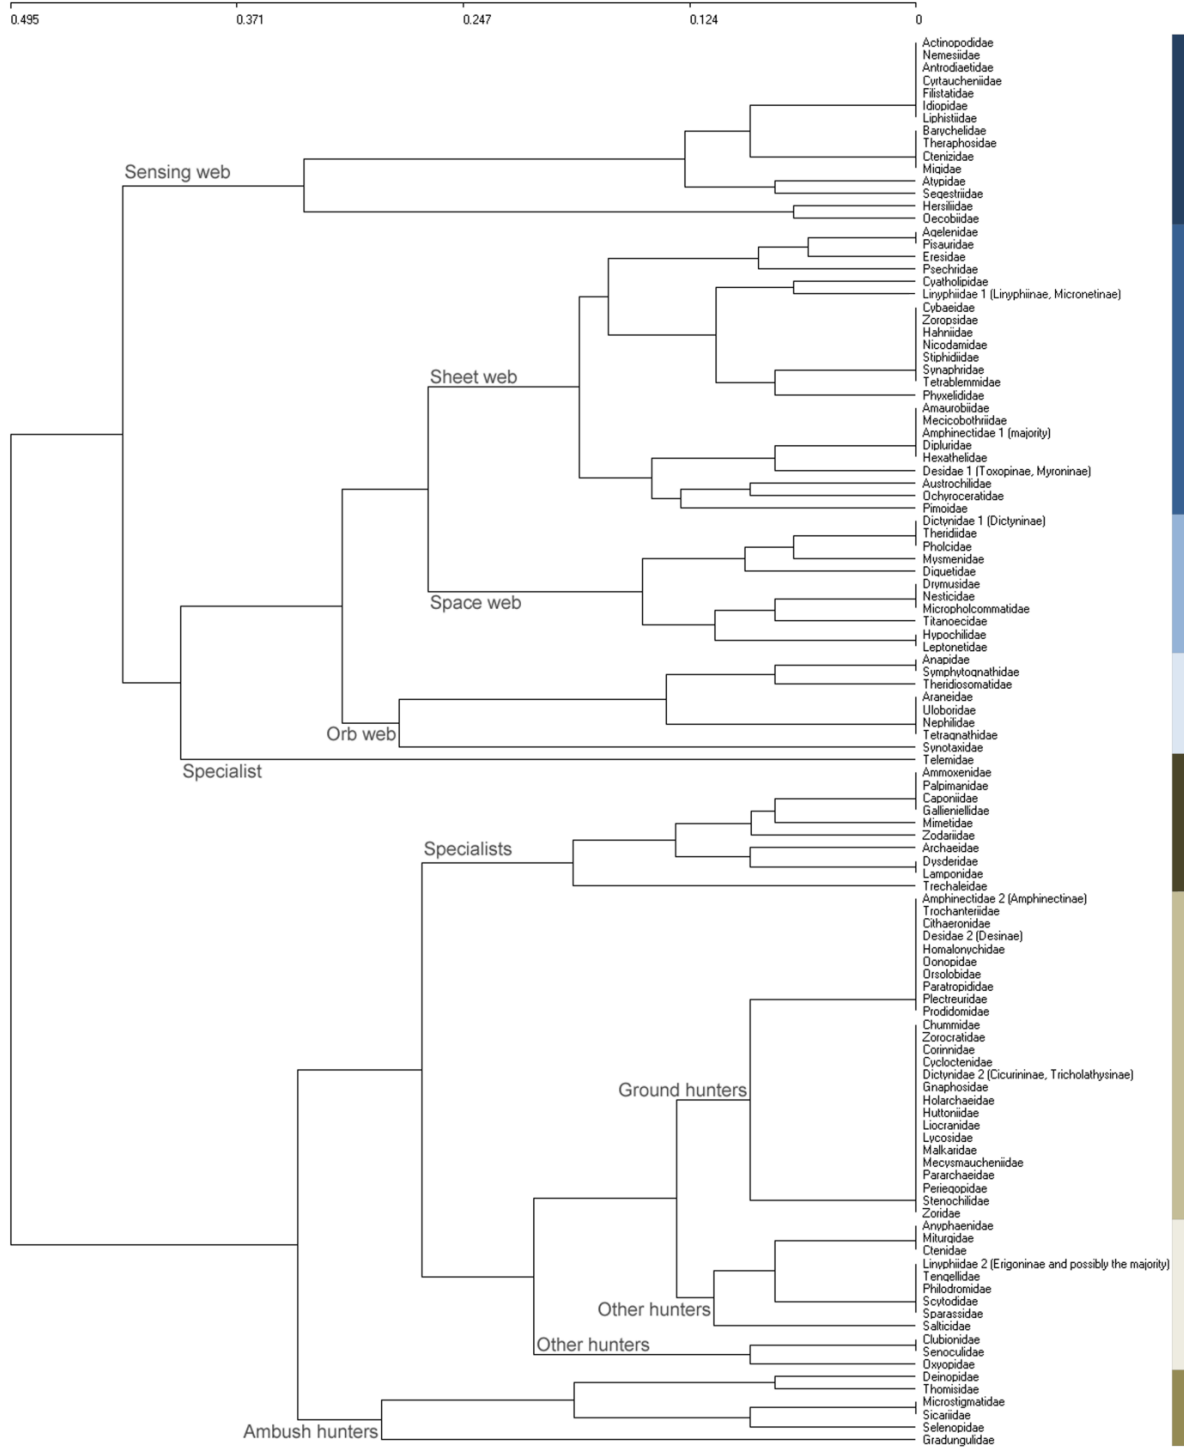 0.495 0.371 0.247 0.124 0
Actinopodidae
Nemesiidae
Antrodiaetidae
Cyrtaucheniidae
Filistatidae
Idiopidae
Liphistiidae
Barychelidae
Theraphosidae
Ctenizidae
Migidae
Sensing web
Atypidae
Segestriidae
Hersiliidae
Oecobiidae
Agelenidae
Pisauridae
Eresidae
Psechridae
Cyatholipidae
Linyphiidae 1 (Linyphiinae, Micronetinae)
Cybaeidae
Zoropsidae
Hahniidae
Nicodamidae
Stiphidiidae
Synaphridae
Sheet web
Tetrablemmidae
Phyxelididae
Amaurobiidae
Mecicobothriidae
Amphinectidae 1 (majority)
Dipluridae
Hexathelidae
Desidae 1 (Toxopinae, Myroninae)
Austrochilidae
Ochyroceratidae
Pimoidae
Dictynidae 1 (Dictyninae)
Theridiidae
Pholcidae
Mysmenidae
Diguetidae
Drymusidae
Nesticidae
Space web
Micropholcommatidae
Titanoecidae
Hypochilidae
Leptonetidae
Anapidae
Symphytognathidae
Theridiosomatidae
Araneidae
Uloboridae
Nephilidae
Orb web
Tetragnathidae
Synotaxidae
Telemidae
Specialist
Ammoxenidae
Palpimanidae
Caponiidae
Gallieniellidae
Mimetidae
Zodariidae
Specialists
Archaeidae
Dysderidae
Lamponidae
Trechaleidae
Amphinectidae 2 (Amphinectinae)
Trochanteriidae
Cithaeronidae
Desidae 2 (Desinae)
Homalonychidae
Oonopidae
Orsolobidae
Paratropididae
Plectreuridae
Prodidomidae
Chummidae
Zorocratidae
Corinnidae
Cycloctenidae
Dictynidae 2 (Cicurininae, Tricholathysinae)
Ground hunters
Gnaphosidae
Holarchaeidae
Huttoniidae
Liocranidae
Lycosidae
Malkaridae
Mecysmaucheniidae
Pararchaeidae
Periegopidae
Stenochilidae
Zoridae
Anyphaenidae
Miturgidae
Ctenidae
Linyphiidae 2 (Erigoninae and possibly the majority)
Tengellidae
Philodromidae
Scytodidae
Other hunters
Sparassidae
Salticidae
Clubionidae
Other hunters
Senoculidae
Oxyopidae
Deinopidae
Thomisidae
Microstigmatidae
Sicariidae
Selenopidae
Ambush hunters
Gradungulidae